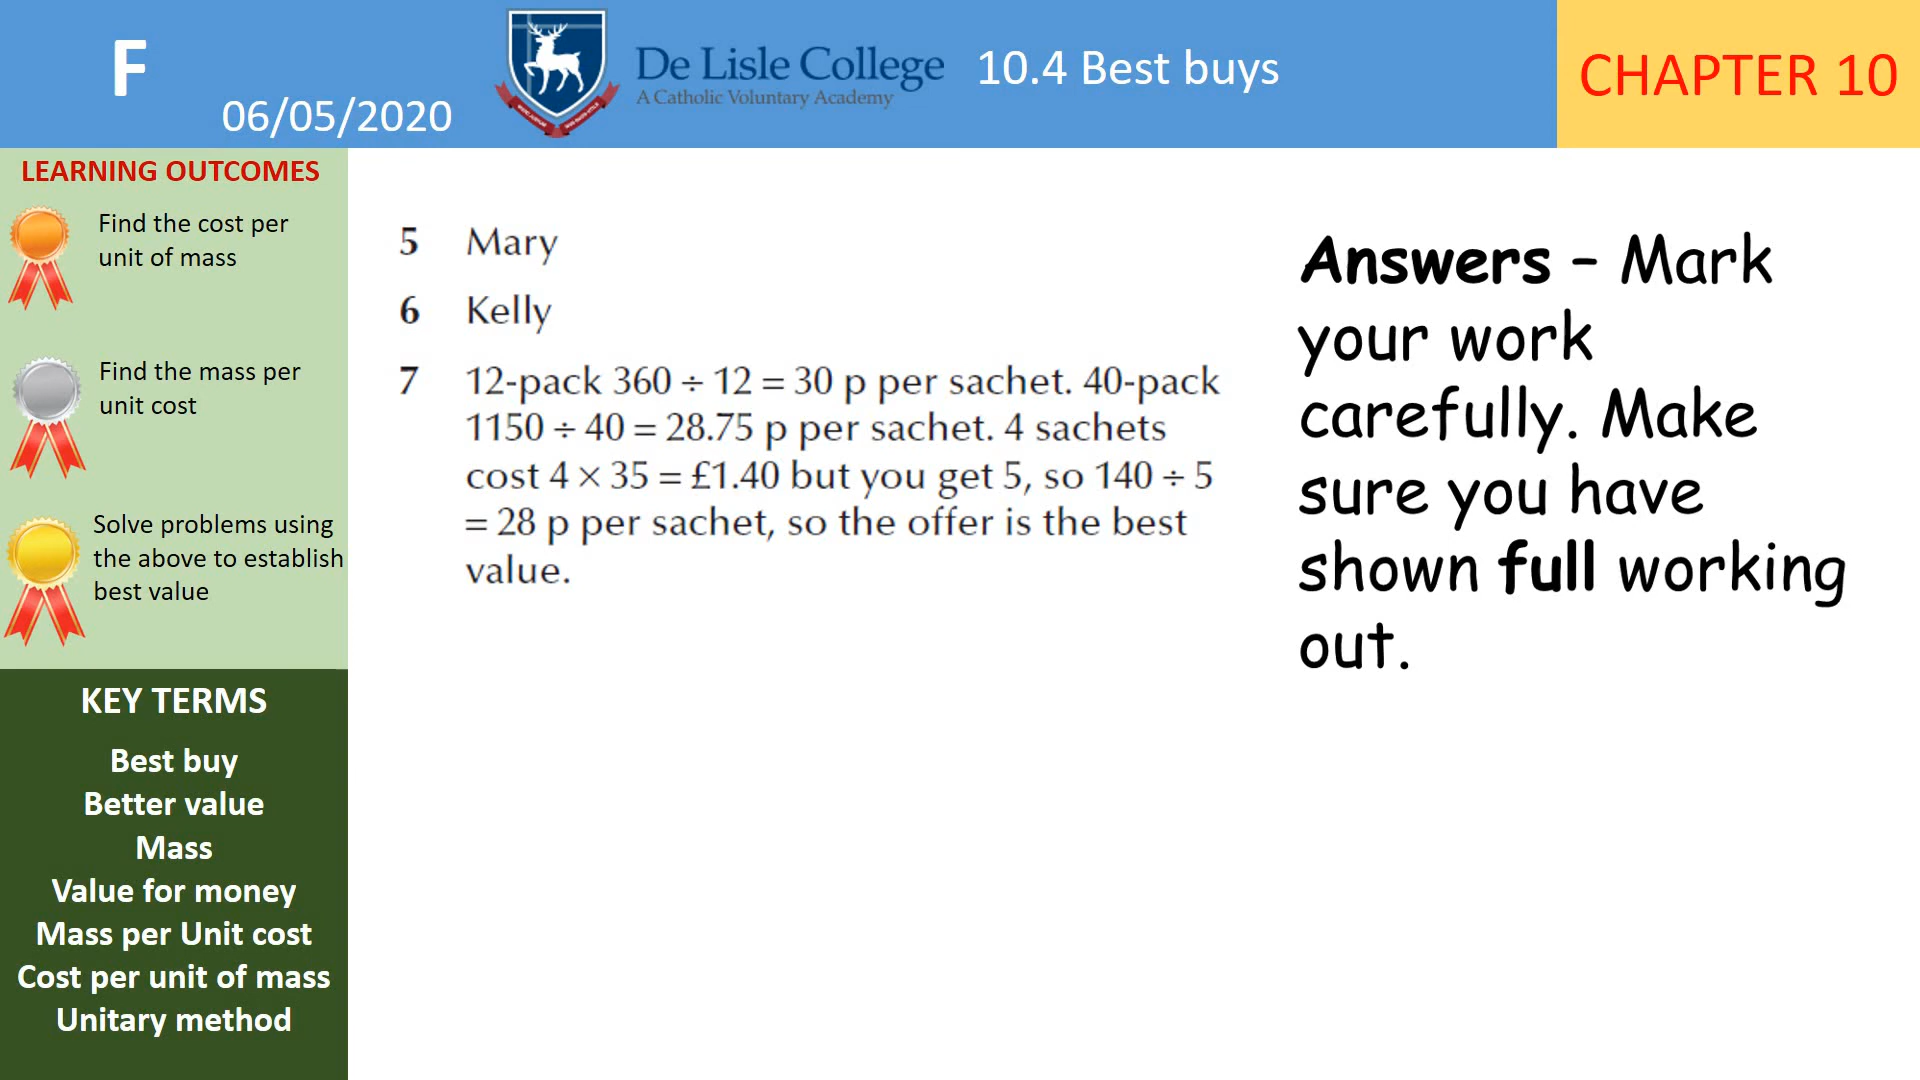 F
06/05/2020
De Lisle College
A Catholic Voluntary Academy
10.4 Best buys
CHAPTER 10
LEARNING OUTCOMES
Find the cost per
unit of mass
Find the mass per
unit cost
Solve problems using
the above to establish
best value
KEY TERMS
Best buy
Better value
Mass
Value for money
Mass per Unit cost
Cost per unit of mass
Unitary method
5 Mary
6 Kelly
7 12-pack 360 ÷ 12 = 30 p per sachet. 40-pack
1150 ÷ 40 = 28.75 p per sachet. 4 sachets
cost 4 × 35 = £1.40 but you get 5, so 140 ÷ 5
= 28 p per sachet, so the offer is the best
value.
Answers – Mark
your work
carefully. Make
sure you have
shown full working
out.